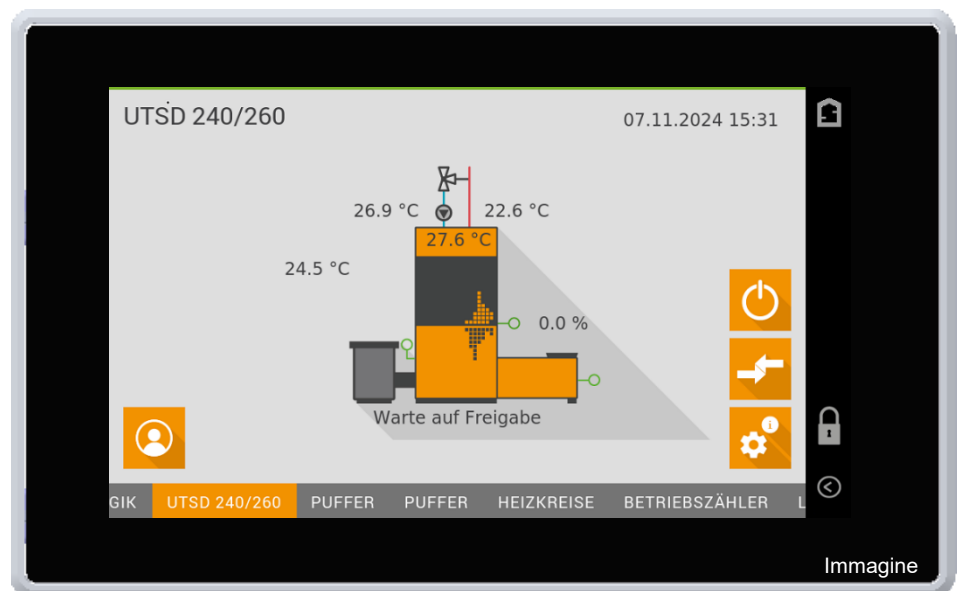 UTSD 240/260
07.11.2024 15:31
26.9 °C
22.6 °C
27.6 °C
24.5 °C
0.0 %
Warte auf Freigabe
GIK UTSD 240/260 PUFFER PUFFER HEIZKREISE BETRIEBSZÄHLER L
Immagine